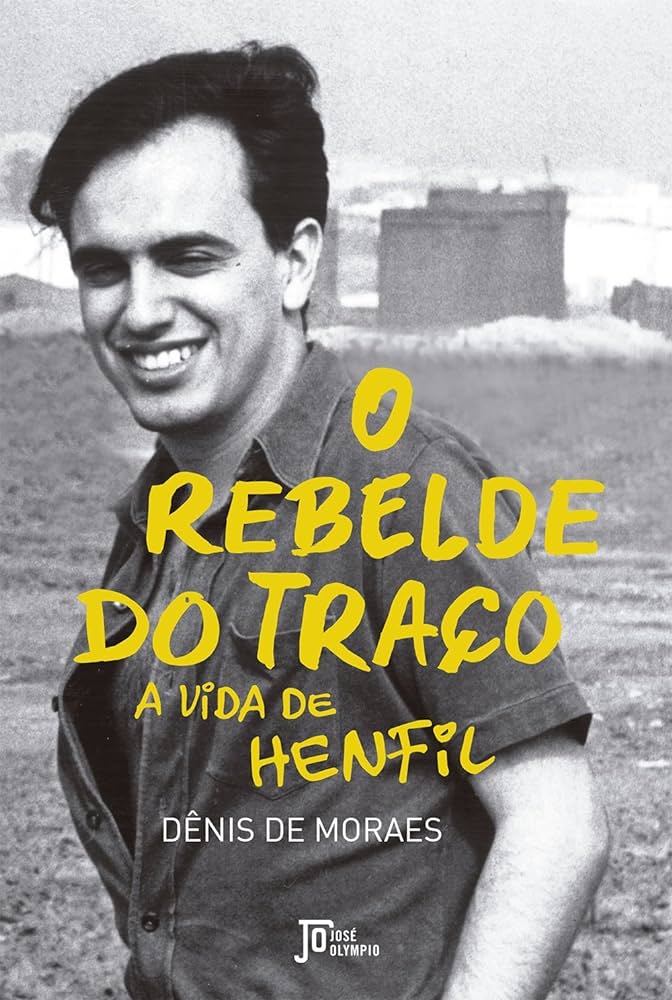 O
REBELDE
DO TRAÇO
A ViDA DE
HENFiL
DÊNIS DE MORAES
JO JOSÉ
OLYMPIO